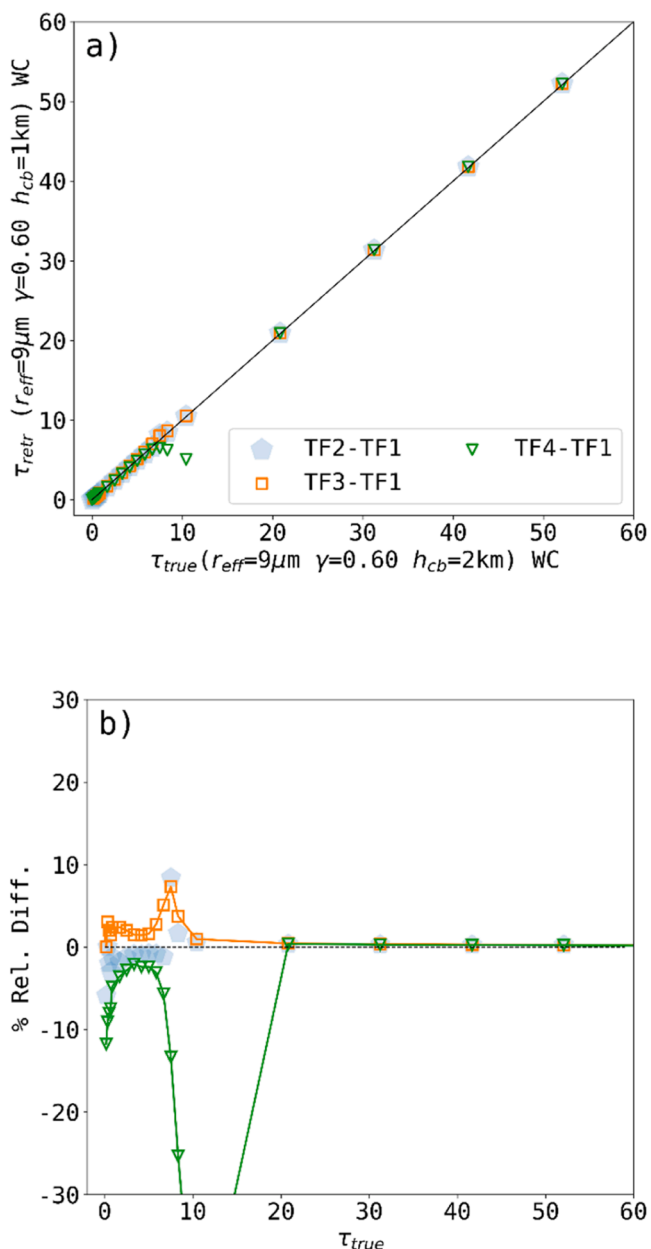 a)
60
50
40
30
20
10
0
τretr (reff=9μm γ=0.60 hcb=1km) WC
TF2-TF1
TF3-TF1
TF4-TF1
0 10 20 30 40 50 60
τtrue(reff=9μm γ=0.60 hcb=2km) WC
b)
30
20
10
0
-10
-20
-30
% Rel. Diff.
0 10 20 30 40 50 60
τtrue